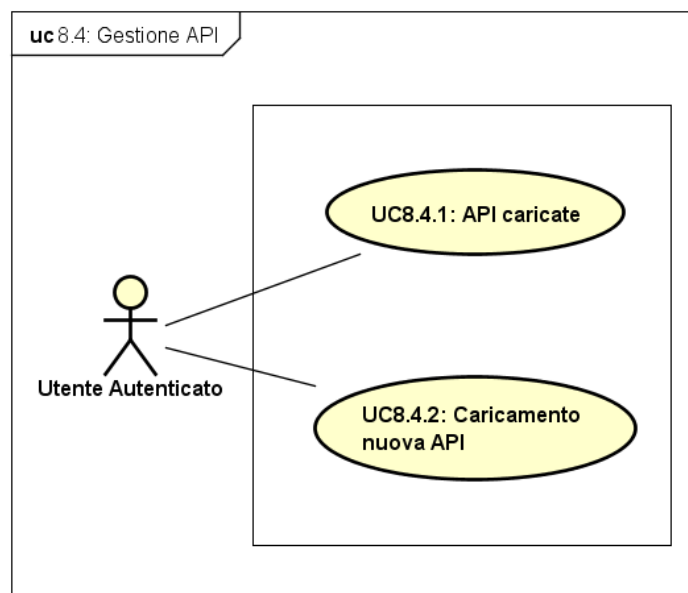 uc 8.4: Gestione API
UC8.4.1: API caricate
Utente Autenticato
UC8.4.2: Caricamento
nuova API